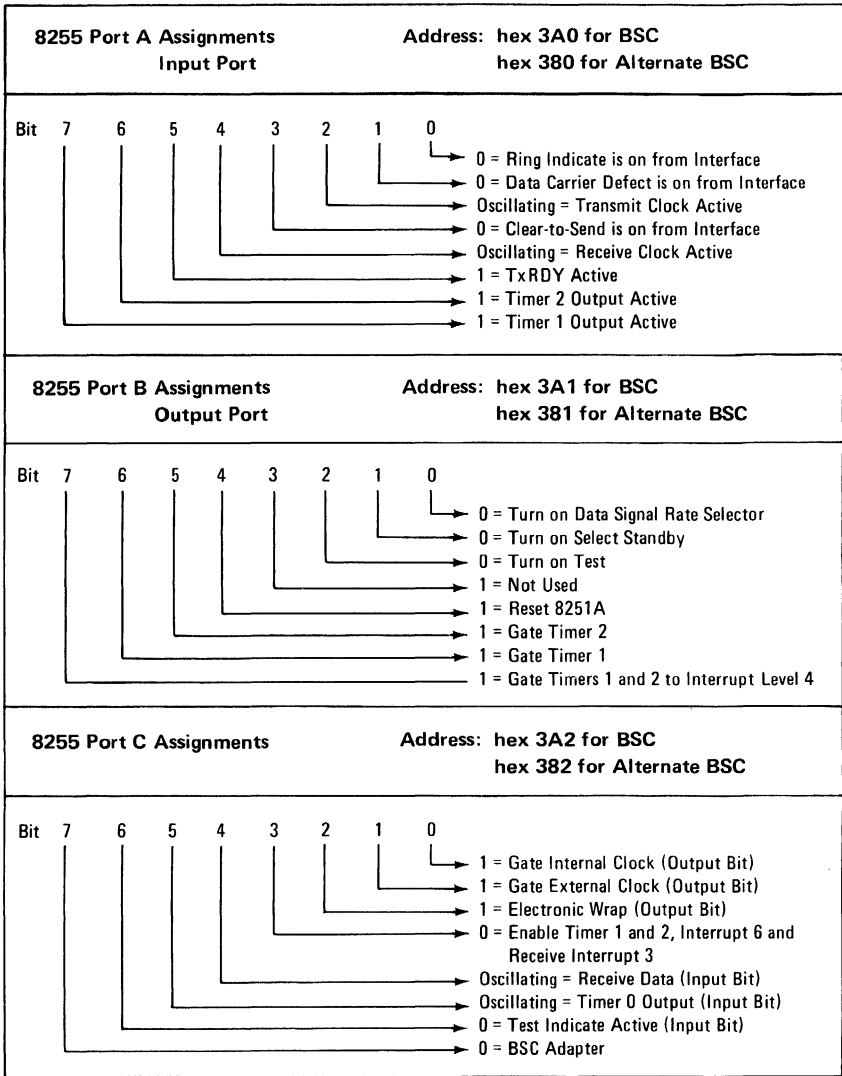 8255 Port A Assignments Address: hex 3A0 for BSC
Input Port hex 380 for Alternate BSC
Bit 7 6 5 4 3 2 1 0
0 = Ring Indicate is on from Interface
0 = Data Carrier Defect is on from Interface
Oscillating = Transmit Clock Active
0 = Clear-to-Send is on from Interface
Oscillating = Receive Clock Active
1 = TxRDY Active
1 = Timer 2 Output Active
1 = Timer 1 Output Active
8255 Port B Assignments Address: hex 3A1 for BSC
Output Port hex 381 for Alternate BSC
Bit 7 6 5 4 3 2 1 0
0 = Turn on Data Signal Rate Selector
0 = Turn on Select Standby
0 = Turn on Test
1 = Not Used
1 = Reset 8251A
1 = Gate Timer 2
1 = Gate Timer 1
1 = Gate Timers 1 and 2 to Interrupt Level 4
8255 Port C Assignments Address: hex 3A2 for BSC
hex 382 for Alternate BSC
Bit 7 6 5 4 3 2 1 0
1 = Gate Internal Clock (Output Bit)
1 = Gate External Clock (Output Bit)
1 = Electronic Wrap (Output Bit)
0 = Enable Timer 1 and 2, Interrupt 6 and
Receive Interrupt 3
Oscillating = Receive Data (Input Bit)
Oscillating = Timer 0 Output (Input Bit)
0 = Test Indicate Active (Input Bit)
0 = BSC Adapter